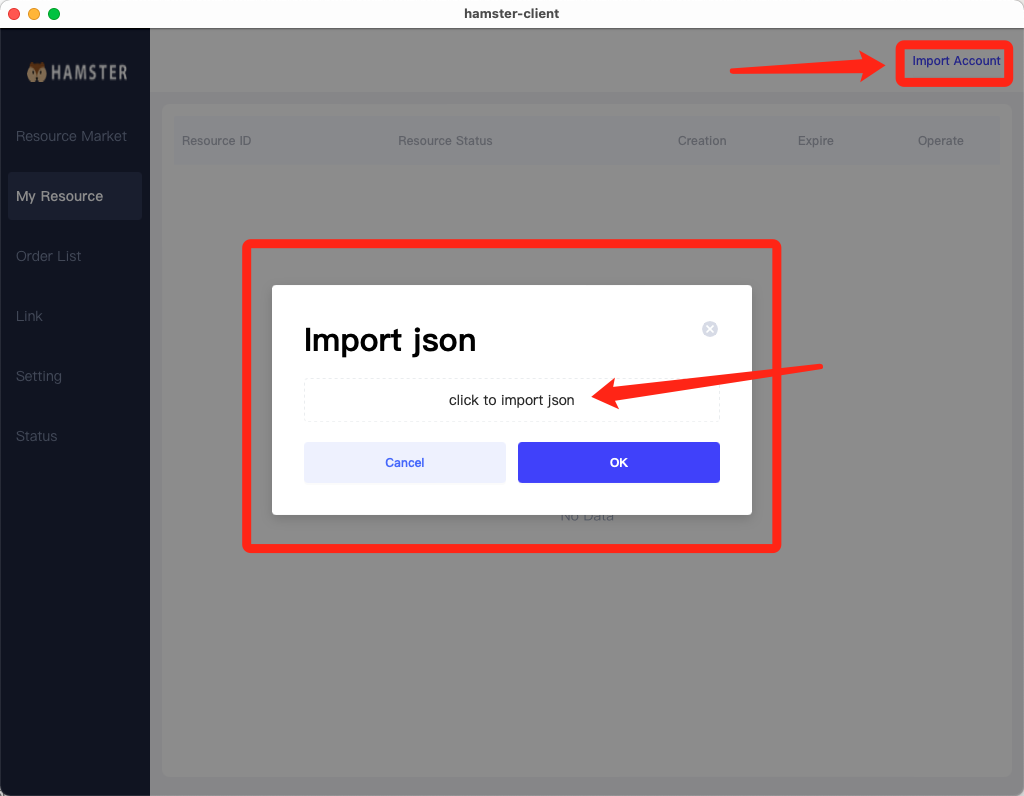 hamster-client
HAMSTER
Import Account
Resource Market
My Resource
Order List
Link
Setting
Status
Resource ID Resource Status Creation Expire Operate
Import json
click to import json
Cancel OK
No Data